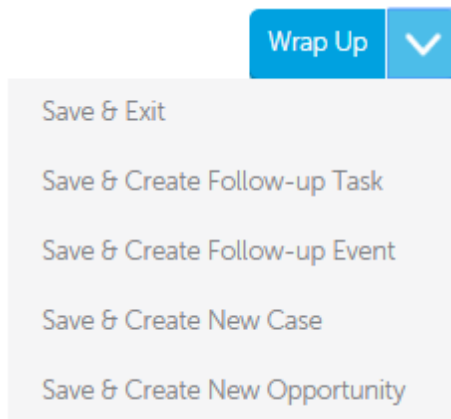 Wrap Up
Save & Exit
Save & Create Follow-up Task
Save & Create Follow-up Event
Save & Create New Case
Save & Create New Opportunity